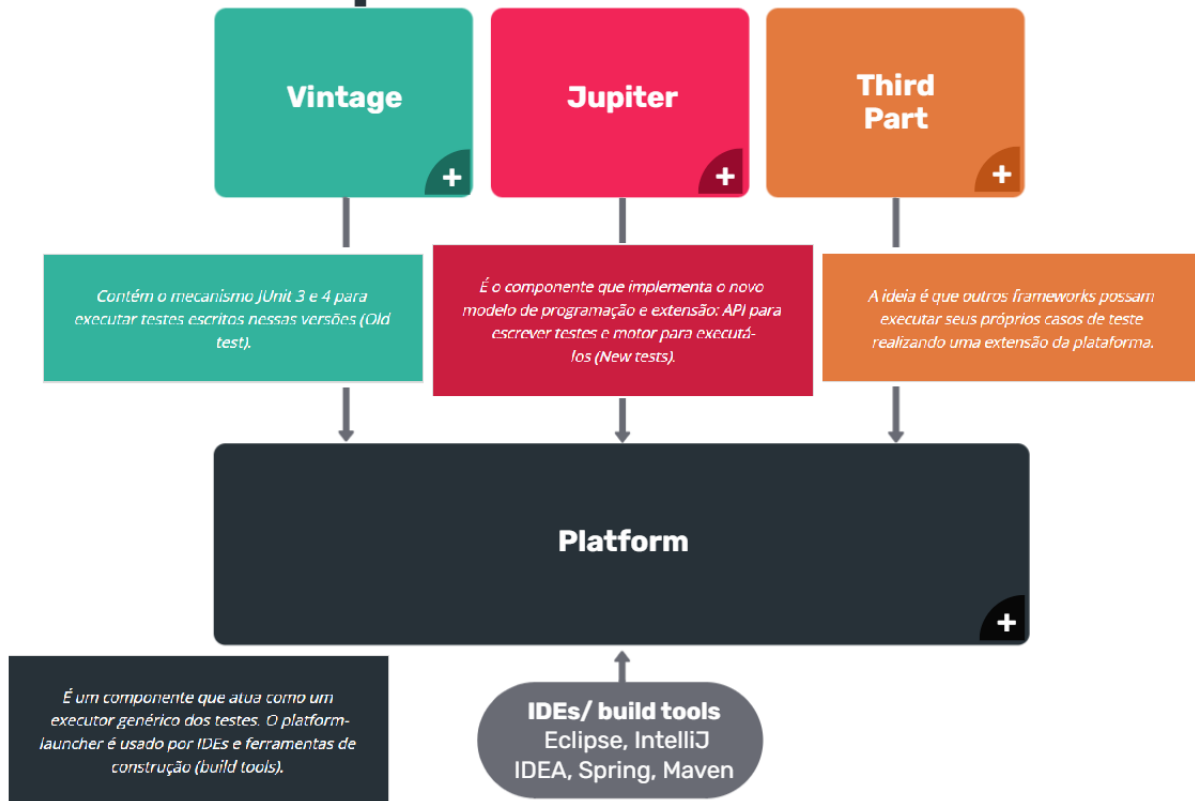 Vintage
Jupiter
Third
Part
+
+
+
Contém o mecanismo JUnit 3 e 4 para
executar testes escritos nessas versões (Old
test).
É o componente que implementa o novo
modelo de programação e extensão: API para
escrever testes e motor para executá-
los (New tests).
A ideia é que outros frameworks possam
executar seus próprios casos de teste
realizando uma extensão da plataforma.
Platform
+
É um componente que atua como um
executor genérico dos testes. O platform-
launcher é usado por IDEs e ferramentas de
construção (build tools).
IDEs/ build tools
Eclipse, IntelliJ
IDEA, Spring, Maven